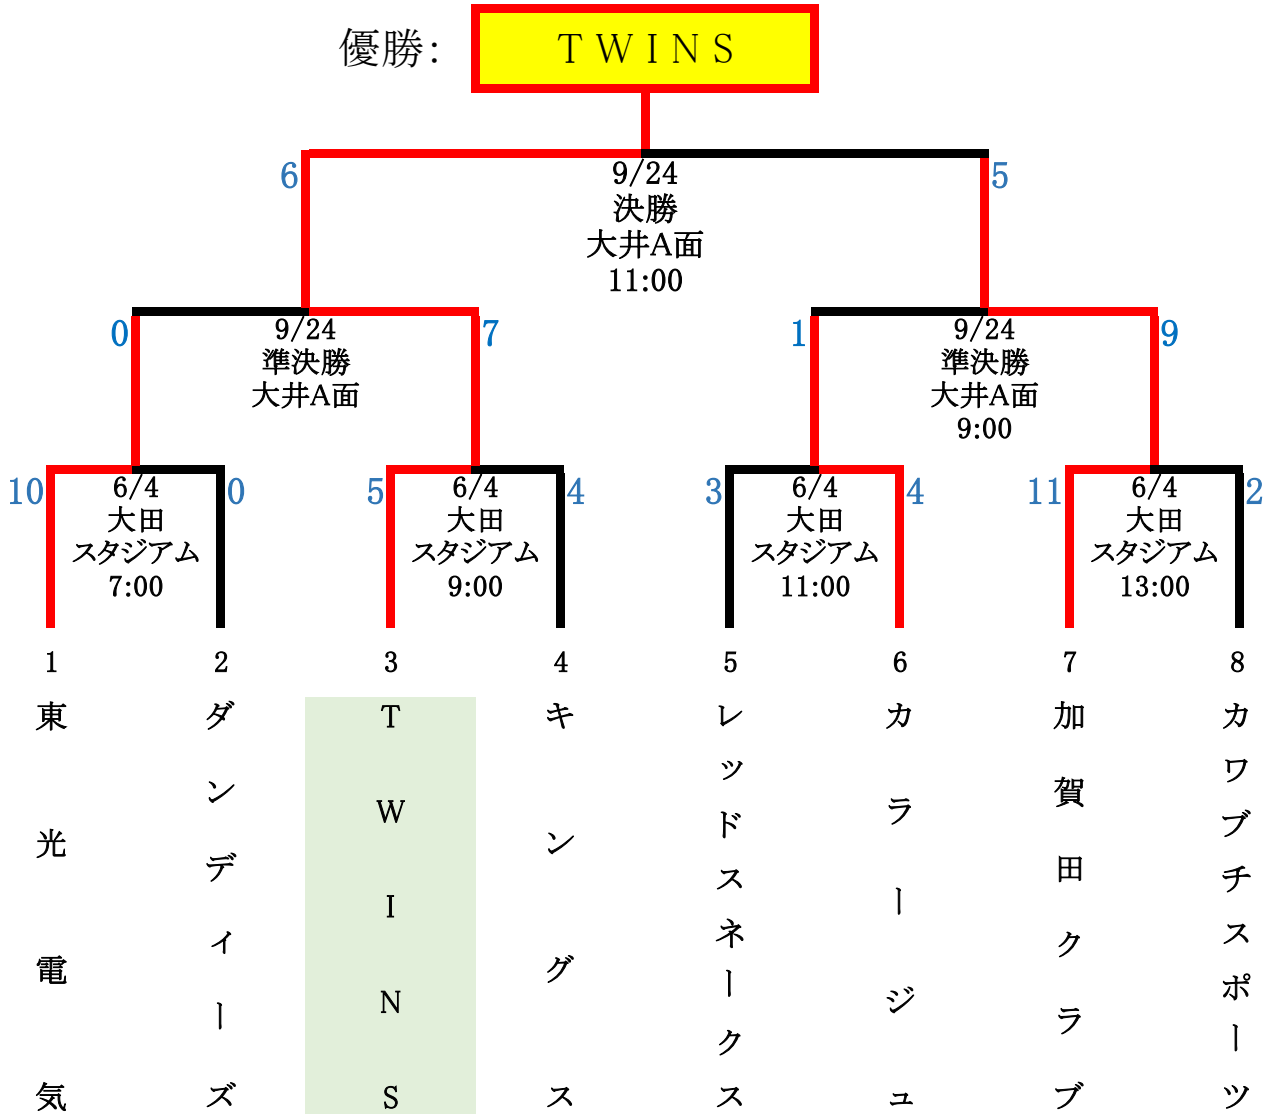 優勝:
ＴＷＩＮＳ
6
9/24
決勝
大井A面
11:00
5
0
9/24
準決勝
大井A面
7
1
9/24
準決勝
大井A面
9:00
9
10
6/4
大田
スタジアム
7:00
0
5
6/4
大田
スタジアム
9:00
4
3
6/4
大田
スタジアム
11:00
4
11
6/4
大田
スタジアム
13:00
2
1
2
3
4
5
6
7
8
東光電気
ダンディーズ
ＴＷＩＮＳ
キングス
レッドスネークス
カラージュ
加賀田クラブ
カワブチスポーツ